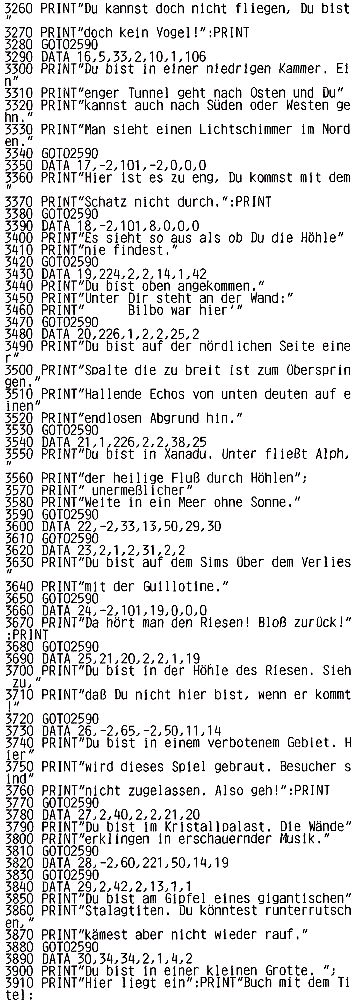 3260 PRINT"Du kannst doch nicht fliegen, Du bist
"
3270 PRINT"doch kein Vogel!":PRINT
3280 GOTO2590
3290 DATA 16,5,33,2,10,1,106
3300 PRINT"Du bist in einer niedrigen Kammer. Ei
n"
3310 PRINT"enger Tunnel geht nach Osten und Du"
3320 PRINT"kannst auch nach Süden oder Westen ge
hn."
3330 PRINT"Man sieht einen Lichtschimmer im Nord
en."
3340 GOTO2590
3350 DATA 17,-2,101,-2,0,0,0
3360 PRINT"Hier ist es zu eng, Du kommst mit dem
"
3370 PRINT"Schatz nicht durch.":PRINT
3380 GOTO2590
3390 DATA 18,-2,101,8,0,0,0
3400 PRINT"Es sieht so aus als ob Du die Höhle"
3410 PRINT"nie findest."
3420 GOTO2590
3430 DATA 19,224,2,2,14,1,42
3440 PRINT"Du bist oben angekommen."
3450 PRINT"Unter Dir steht an der Wand:"
3460 PRINT"     Bilbo war hier'"
3470 GOTO2590
3480 DATA 20,226,1,2,2,25,2
3490 PRINT"Du bist auf der nördlichen Seite eine
r"
3500 PRINT"Spalte die zu breit ist zum Übersprin
gen."
3510 PRINT"Hallende Echos von unten deuten auf e
inen"
3520 PRINT"endlosen Abgrund hin."
3530 GOTO2590
3540 DATA 21,1,226,2,2,38,25
3550 PRINT"Du bist in Xanadu. Unter fließt Alph,
"
3560 PRINT"der heilige Fluß durch Höhlen";
3570 PRINT" unermeßlicher"
3580 PRINT"Weite in ein Meer ohne Sonne."
3590 GOTO2590
3600 DATA 22,-2,33,13,50,29,30
3610 GOTO2590
3620 DATA 23,2,1,2,31,2,2
3630 PRINT"Du bist auf dem Sims über dem Verlies
"
3640 PRINT"mit der Guillotine."
3650 GOTO2590
3660 DATA 24,-2,101,19,0,0,0
3670 PRINT"Da hört man den Riesen! Bloß zurück!"
:PRINT
3680 GOTO2590
3690 DATA 25,21,20,2,2,1,19
3700 PRINT"Du bist in der Höhle des Riesen. Sieh
 zu,"
3710 PRINT"daß Du nicht hier bist, wenn er kommt
!"
3720 GOTO2590
3730 DATA 26,-2,65,-2,50,11,14
3740 PRINT"Du bist in einem verbotenem Gebiet. H
ier"
3750 PRINT"wird dieses Spiel gebraut. Besucher s
ind"
3760 PRINT"nicht zugelassen. Also geh!":PRINT
3770 GOTO2590
3780 DATA 27,2,40,2,2,21,20
3790 PRINT"Du bist im Kristallpalast. Die Wände"
3800 PRINT"erklingen in erschauernder Musik."
3810 GOTO2590
3820 DATA 28,-2,60,221,50,14,19
3830 GOTO2590
3840 DATA 29,2,42,2,13,1,1
3850 PRINT"Du bist am Gipfel eines gigantischen"
3860 PRINT"Stalagtiten. Du könntest runterrutsch
en,"
3870 PRINT"kämest aber nicht wieder rauf."
3880 GOTO2590
3890 DATA 30,34,34,2,1,4,2
3900 PRINT"Du bist in einer kleinen Grotte. ";
3910 PRINT"Hier liegt ein":PRINT"Buch mit dem Ti
tel: